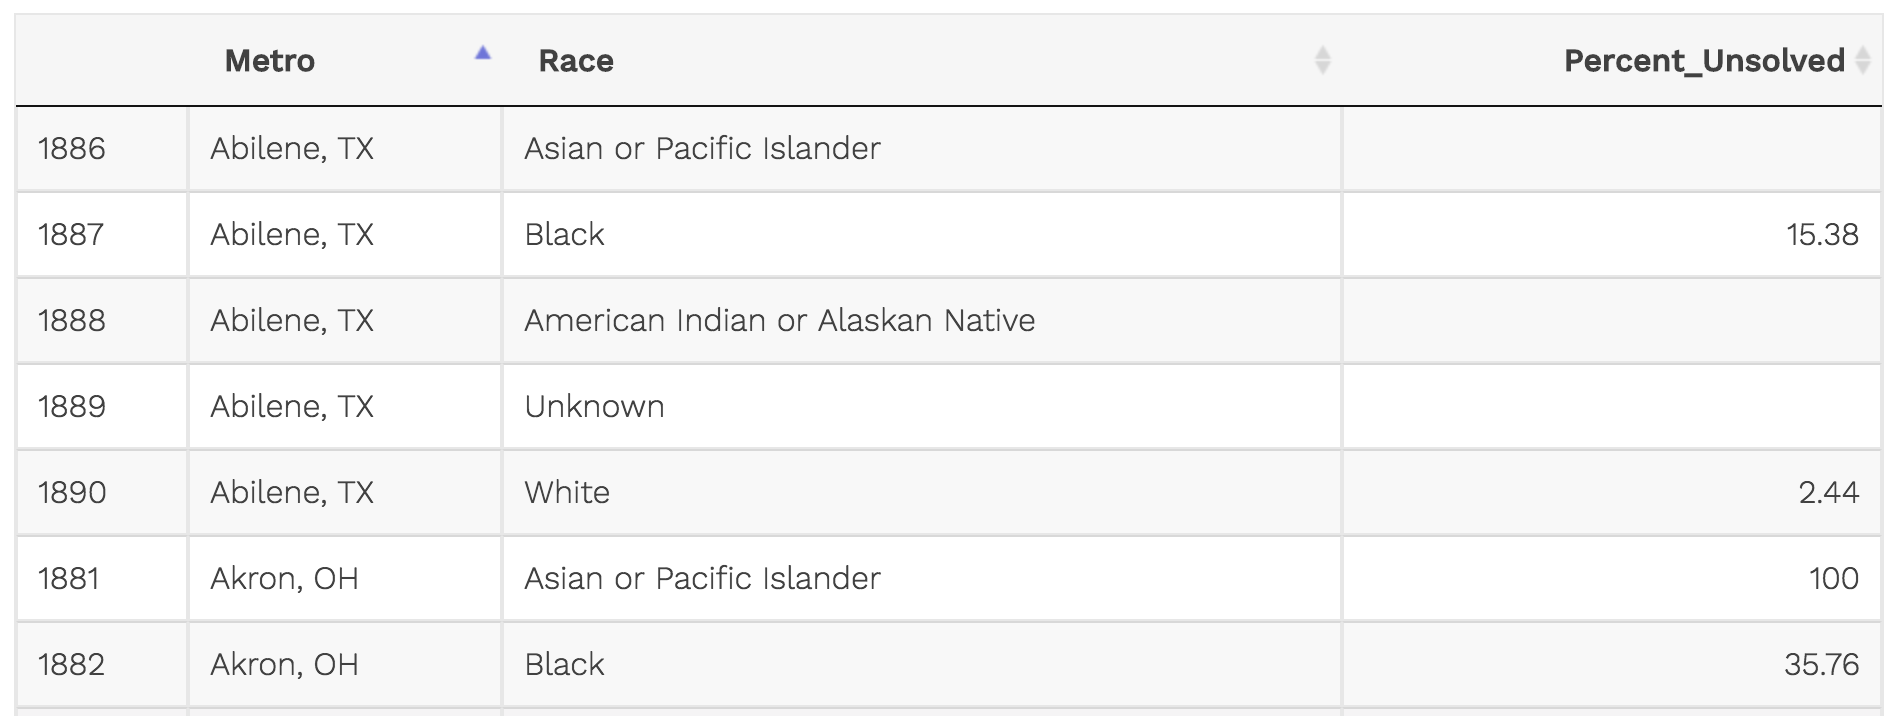 Metro Race Percent_Unsolved
1886 Abilene, TX Asian or Pacific Islander
1887 Abilene, TX Black 15.38
1888 Abilene, TX American Indian or Alaskan Native
1889 Abilene, TX Unknown
1890 Abilene, TX White 2.44
1881 Akron, OH Asian or Pacific Islander 100
1882 Akron, OH Black 35.76